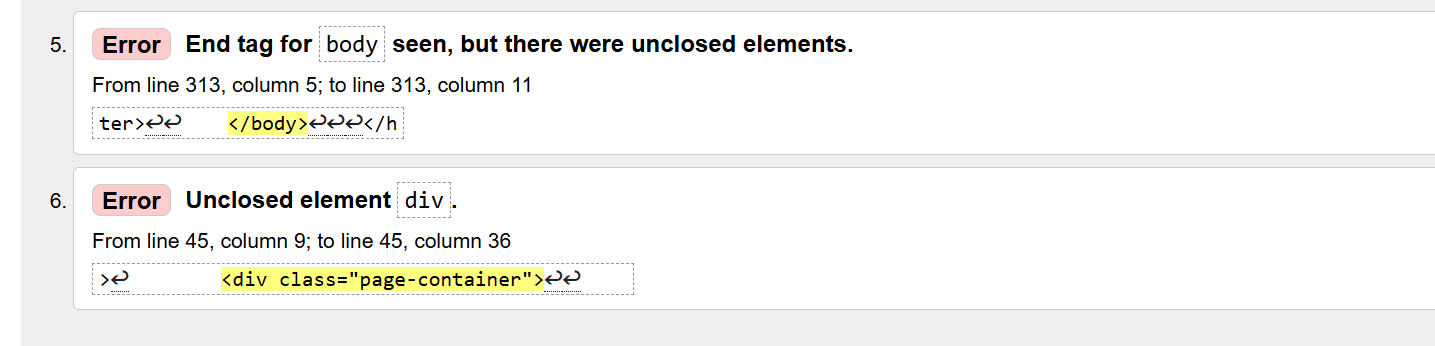 5. Error End tag for body seen, but there were unclosed elements.
From line 313, column 5; to line 313, column 11
ter>↩↩    </body>↩↩↩</h
6. Error Unclosed element div.
From line 45, column 9; to line 45, column 36
>↩        <div class="page-container">↩↩